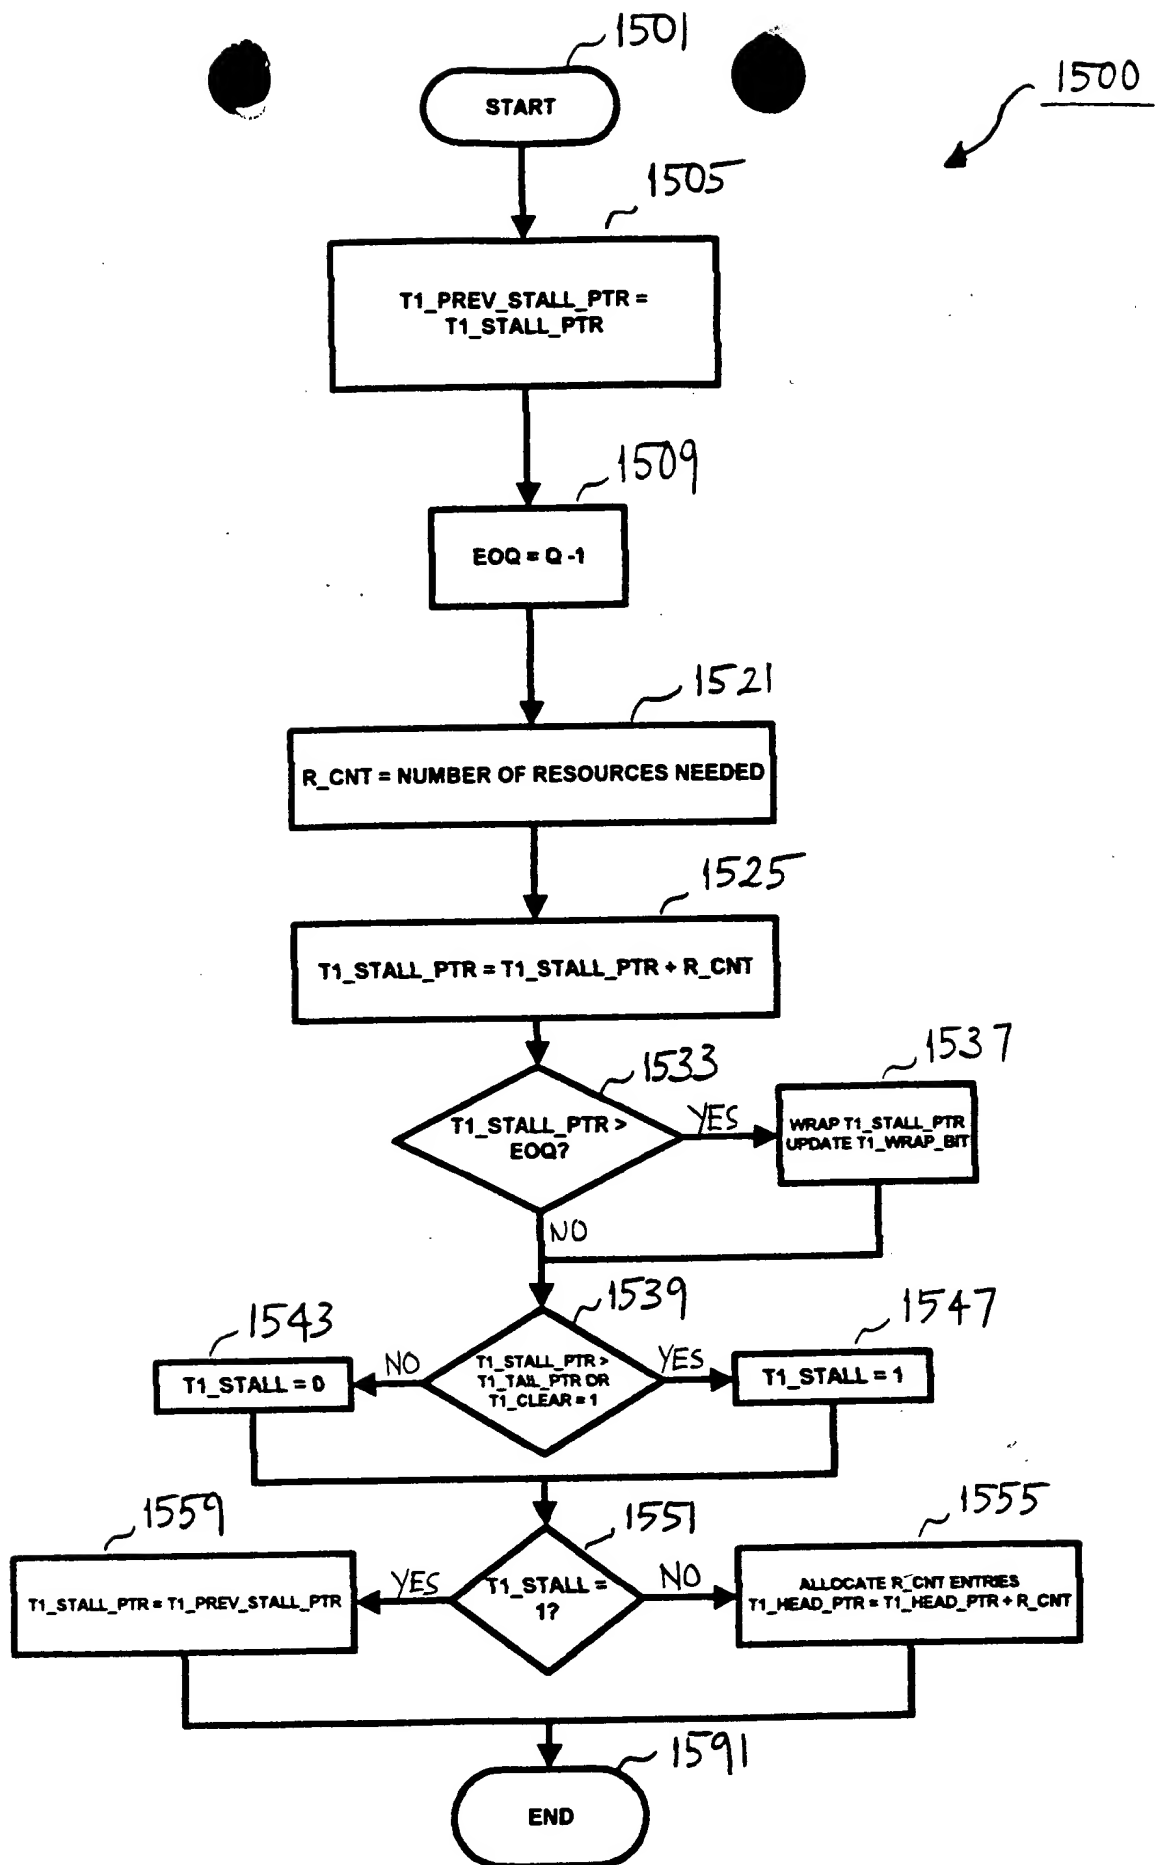 1501
START
1500
1505
T1_PREV_STALL_PTR =
T1_STALL_PTR
1509
EOQ = Q -1
1521
R_CNT = NUMBER OF RESOURCES NEEDED
1525
T1_STALL_PTR = T1_STALL_PTR + R_CNT
1533
T1_STALL_PTR >
EOQ?
YES
1537
WRAP T1_STALL_PTR
UPDATE T1_WRAP_BIT
NO
1539
T1_STALL_PTR >
T1_TAIL_PTR OR
T1_CLEAR = 1
1543
NO
T1_STALL = 0
1547
YES
T1_STALL = 1
1551
T1_STALL =
1?
1559
YES
T1_STALL_PTR = T1_PREV_STALL_PTR
1555
NO
ALLOCATE R_CNT ENTRIES
T1_HEAD_PTR = T1_HEAD_PTR + R_CNT
1591
END